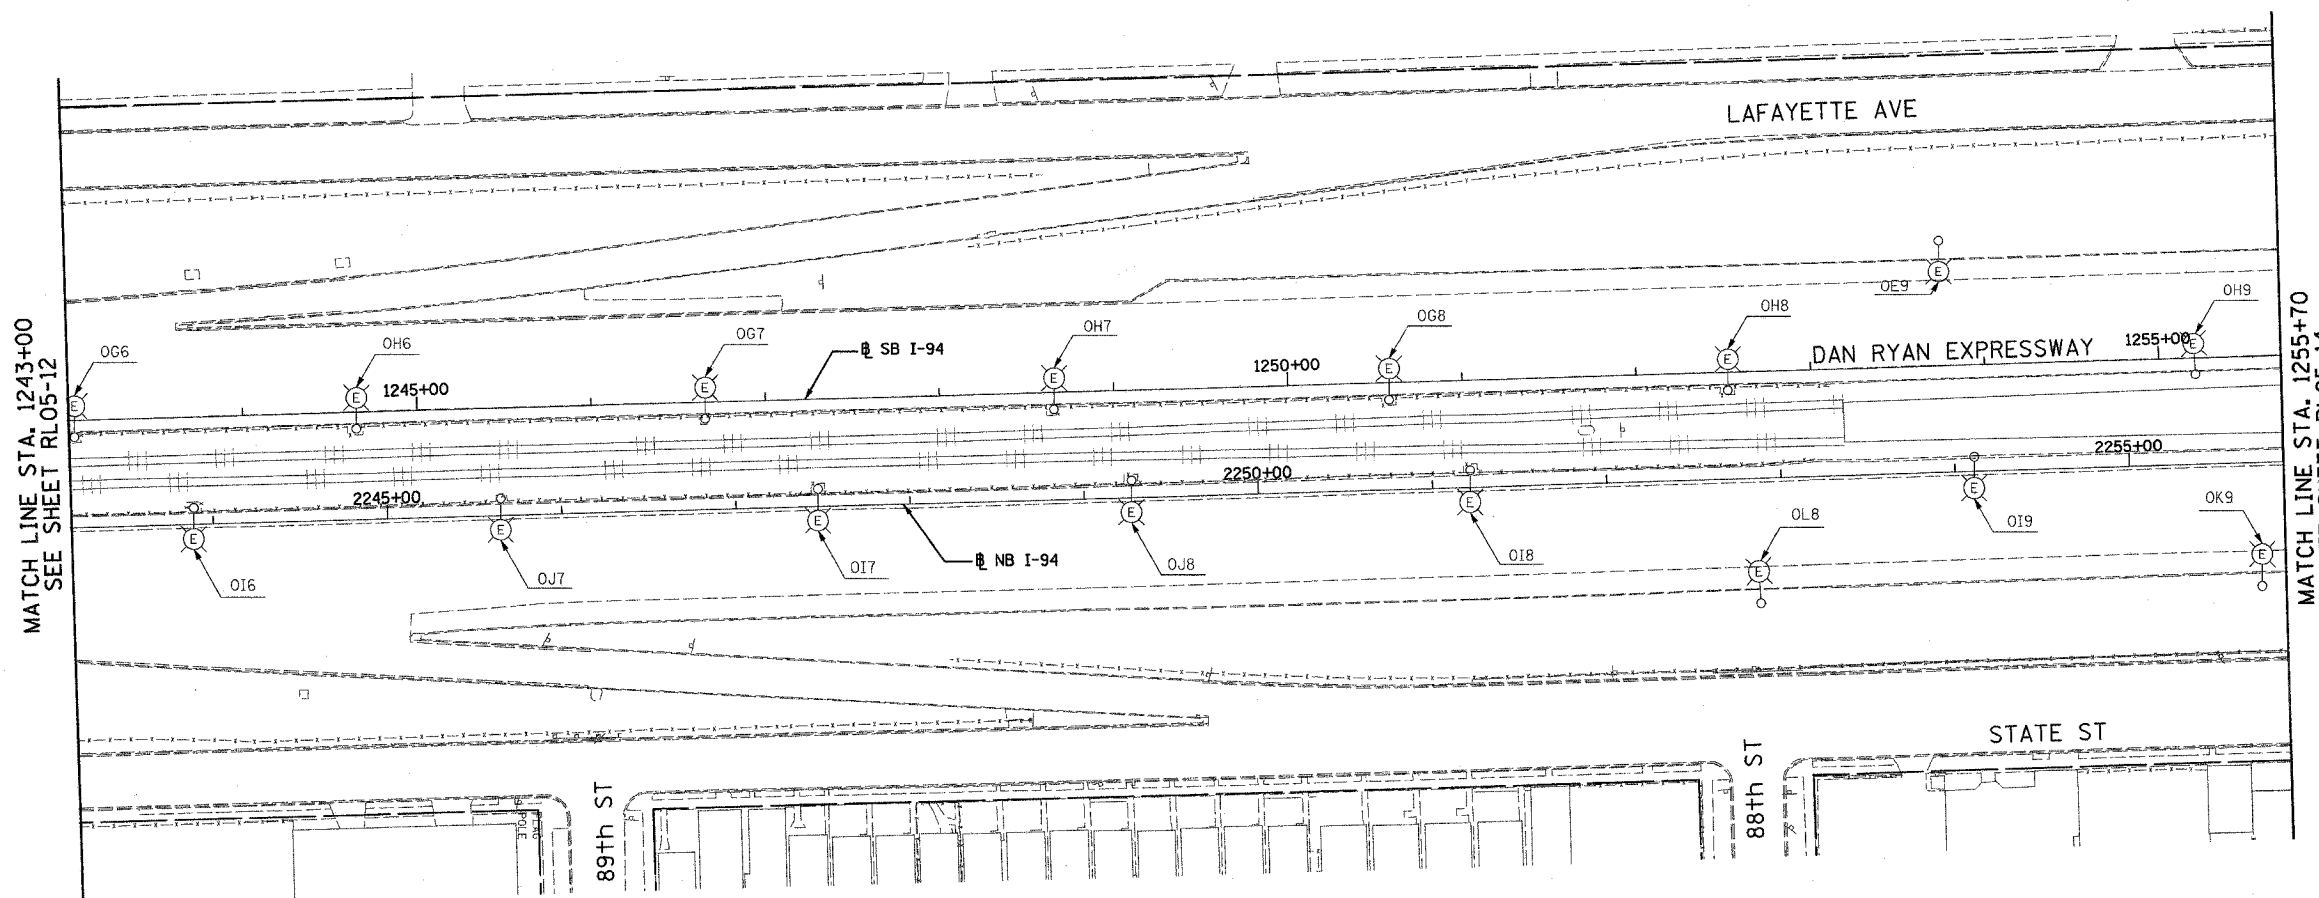 LAFAYETTE AVE
MATCH LINE STA. 1243+00
SEE SHEET RL05-12
OG6
OH6
1245+00
OG7
℄ SB I-94
OH7
1250+00
OG8
OH8
OE9
DAN RYAN EXPRESSWAY
1255+00
OH9
MATCH LINE STA. 1255+70
E
E
E
E
E
E
E
E
2245+00
2250+00
2255+00
E
E
E
E
E
E
E
E
OI6
OJ7
OI7
℄ NB I-94
OJ8
OI8
OL8
OI9
OK9
STATE ST
89th ST
88th ST
FLAG
POLE